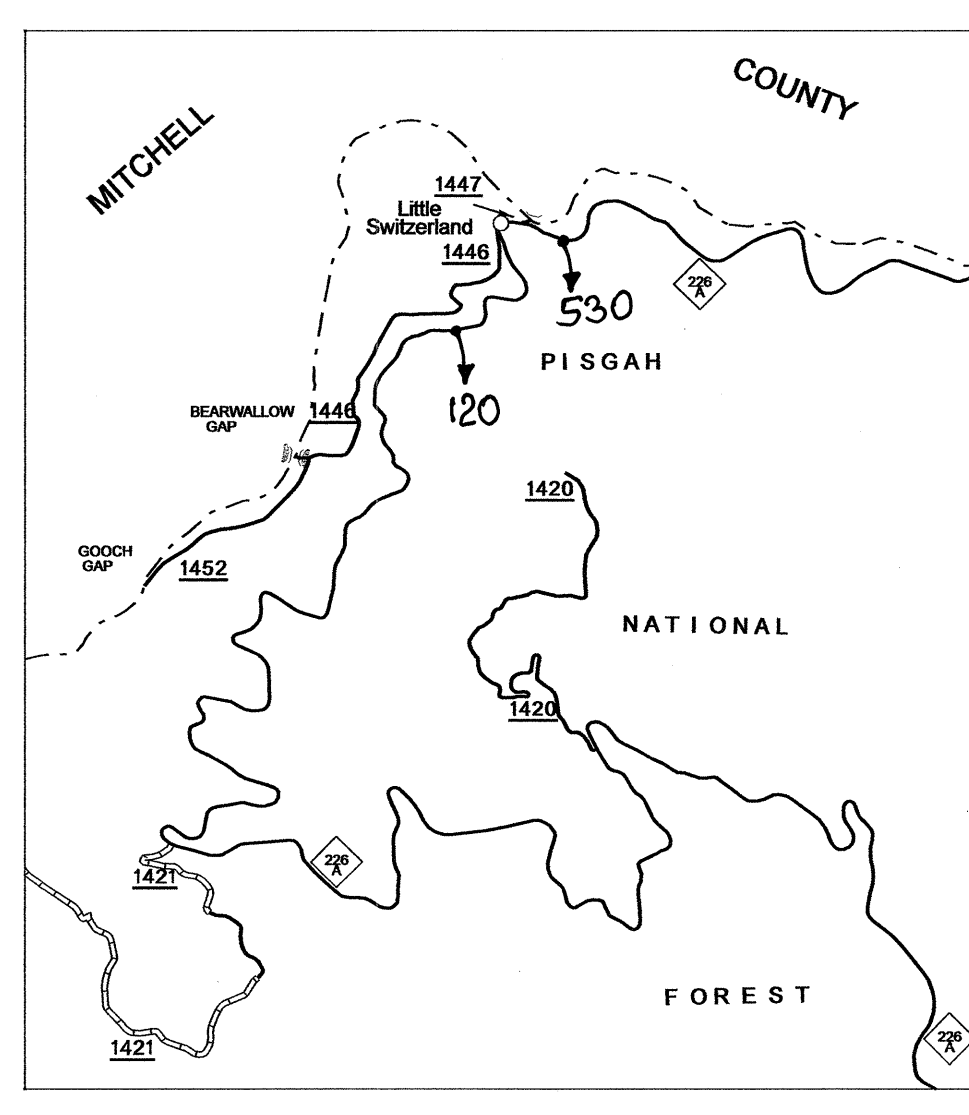 COUNTY
MITCHELL
1447
Little
Switzerland
1446
226
A
530
PISGAH
120
BEARWALLOW
GAP
1446
1420
GOOCH
GAP
1452
NATIONAL
1420
226
A
1421
FOREST
226
A
1421